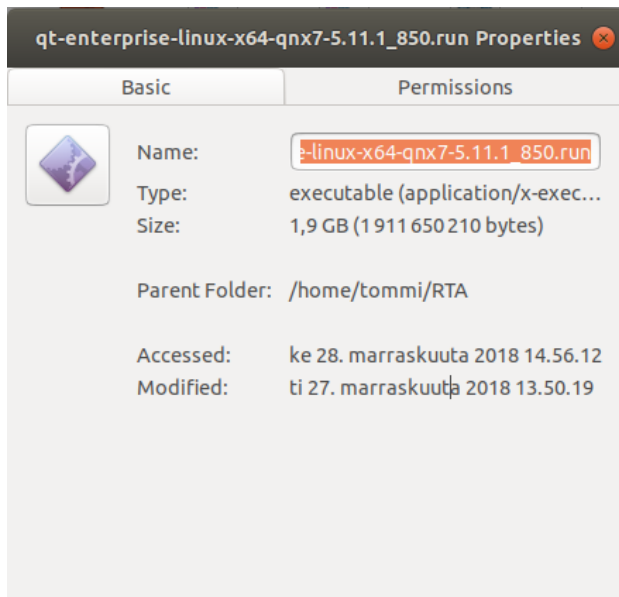 qt-enterprise-linux-x64-qnx7-5.11.1_850.run Properties
Basic Permissions
Name: e-linux-x64-qnx7-5.11.1_850.run
Type: executable (application/x-exec...
Size: 1,9 GB (1 911 650 210 bytes)
Parent Folder: /home/tommi/RTA
Accessed: ke 28. marraskuuta 2018 14.56.12
Modified: ti 27. marraskuuta 2018 13.50.19